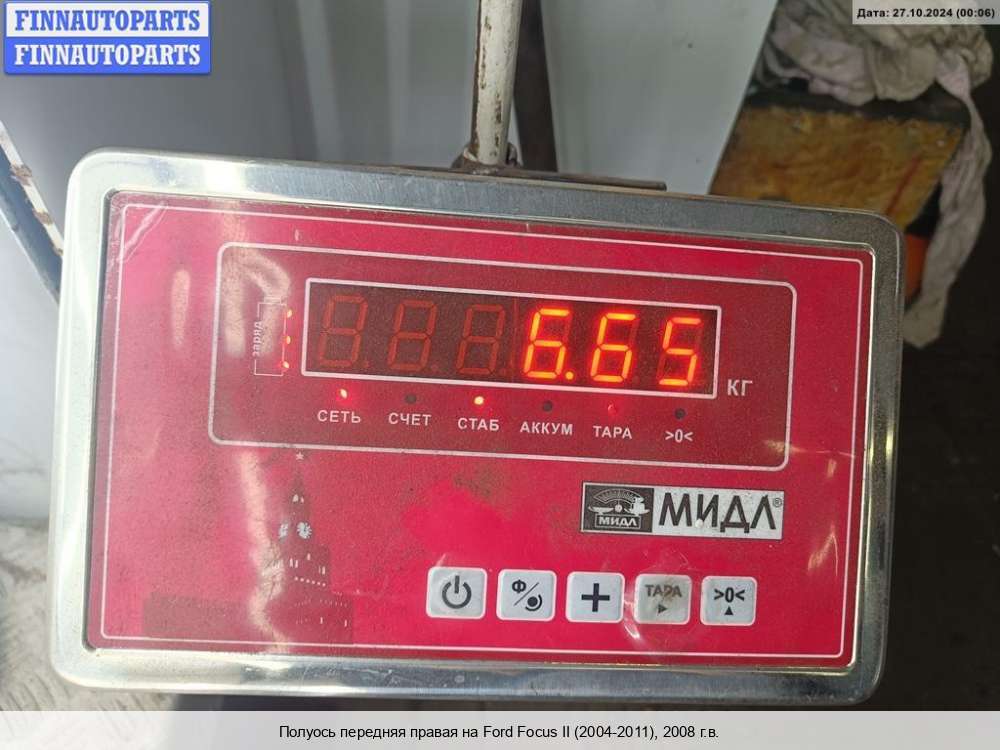 FINNAUTOPARTS
FINNAUTOPARTS
Дата: 27.10.2024 (00:06)
заряд
6.65
КГ
СЕТЬ СЧЕТ СТАБ АККУМ ТАРА >0<
МИДЛ МИДЛ®
Ф ТАРА >0<
Полуось передняя правая на Ford Focus II (2004-2011), 2008 г.в.